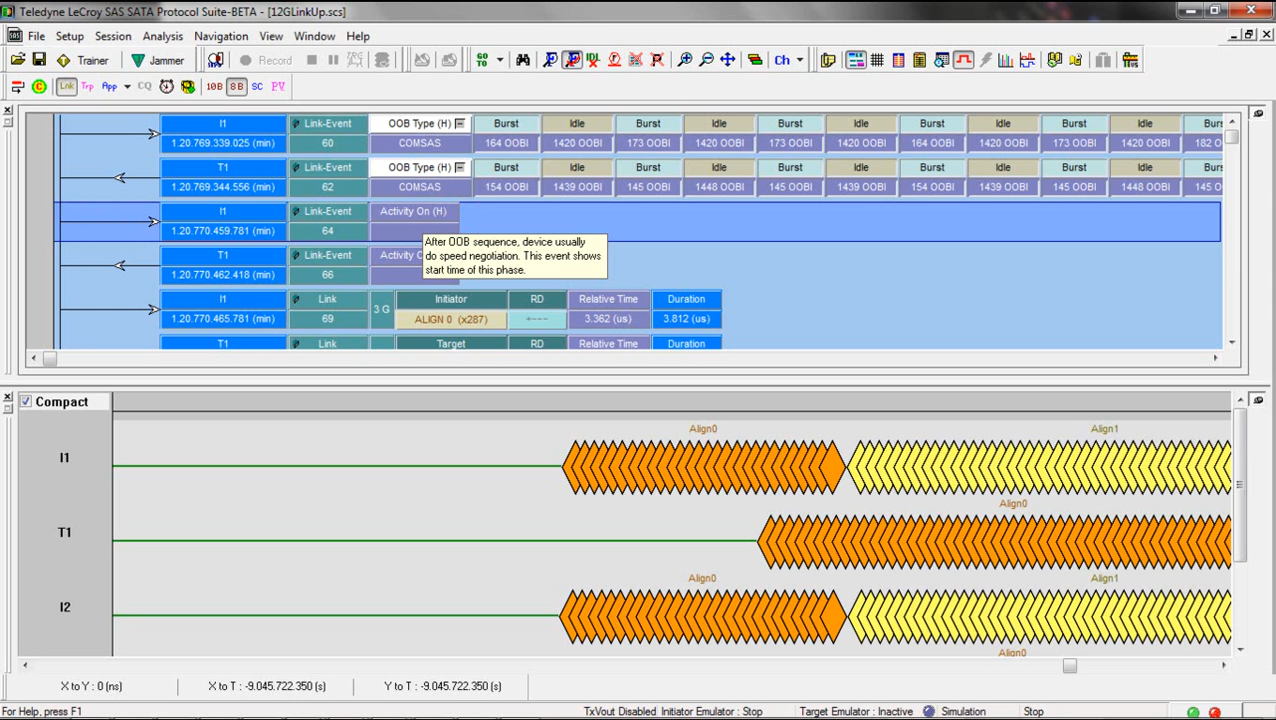 Teledyne LeCroy SAS SATA Protocol Suite-BETA - [12GLinkUp.scs]
File Setup Session Analysis Navigation View Window Help
Trainer Jammer Record GO TO IDL Ch
Lnk Trp App CQ 10B 8B SC PV
I1 Link-Event OOB Type (H) Burst Idle Burst Idle Burst Idle Burst Idle Burst Idle Burs
1.20.769.339.025 (min) 60 COMSAS 164 OOBI 1420 OOBI 173 OOBI 1420 OOBI 173 OOBI 1420 OOBI 164 OOBI 1420 OOBI 173 OOBI 1420 OOBI 182 O
T1 Link-Event OOB Type (H) Burst Idle Burst Idle Burst Idle Burst Idle Burst Idle Burs
1.20.769.344.556 (min) 62 COMSAS 154 OOBI 1439 OOBI 145 OOBI 1448 OOBI 145 OOBI 1439 OOBI 154 OOBI 1439 OOBI 145 OOBI 1448 OOBI 145 O
I1 Link-Event Activity On (H)
1.20.770.459.781 (min) 64
After OOB sequence, device usually
do speed negotiation. This event shows
start time of this phase.
T1 Link-Event Activity O
1.20.770.462.418 (min) 66
I1 Link 3 G Initiator RD Relative Time Duration
1.20.770.465.781 (min) 69 ALIGN 0 (x287) <--- 3.362 (us) 3.812 (us)
T1 Link Target RD Relative Time Duration
Compact
Align0 Align1
I1
Align0
T1
Align0 Align1
I2
Align0
X to Y : 0 (ns) X to T : -9.045.722.350 (s) Y to T : -9.045.722.350 (s)
For Help, press F1 TxVout Disabled Initiator Emulator : Stop Target Emulator : Inactive Simulation Stop